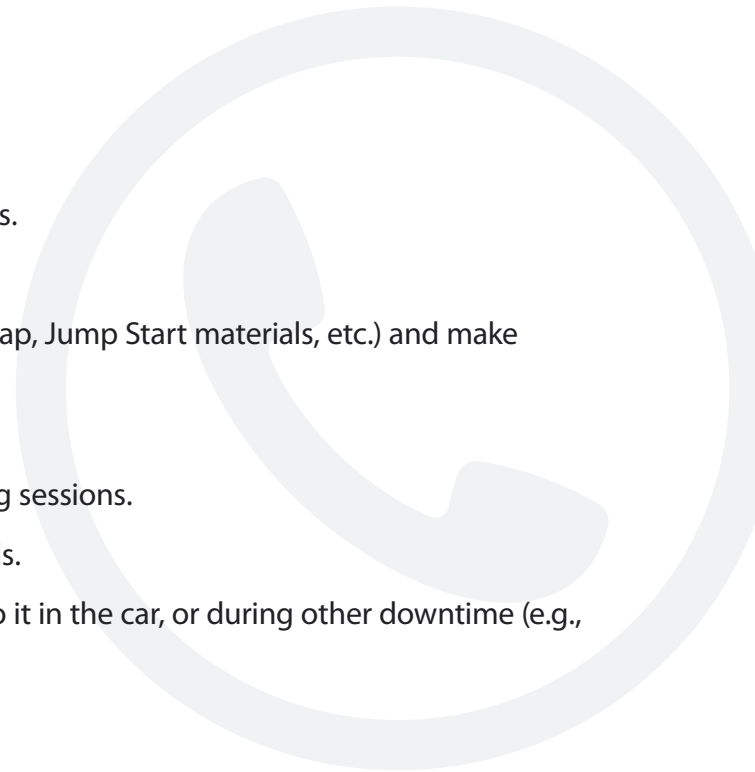 s.
ap, Jump Start materials, etc.) and make
g sessions.
s.
o it in the car, or during other downtime (e.g.,